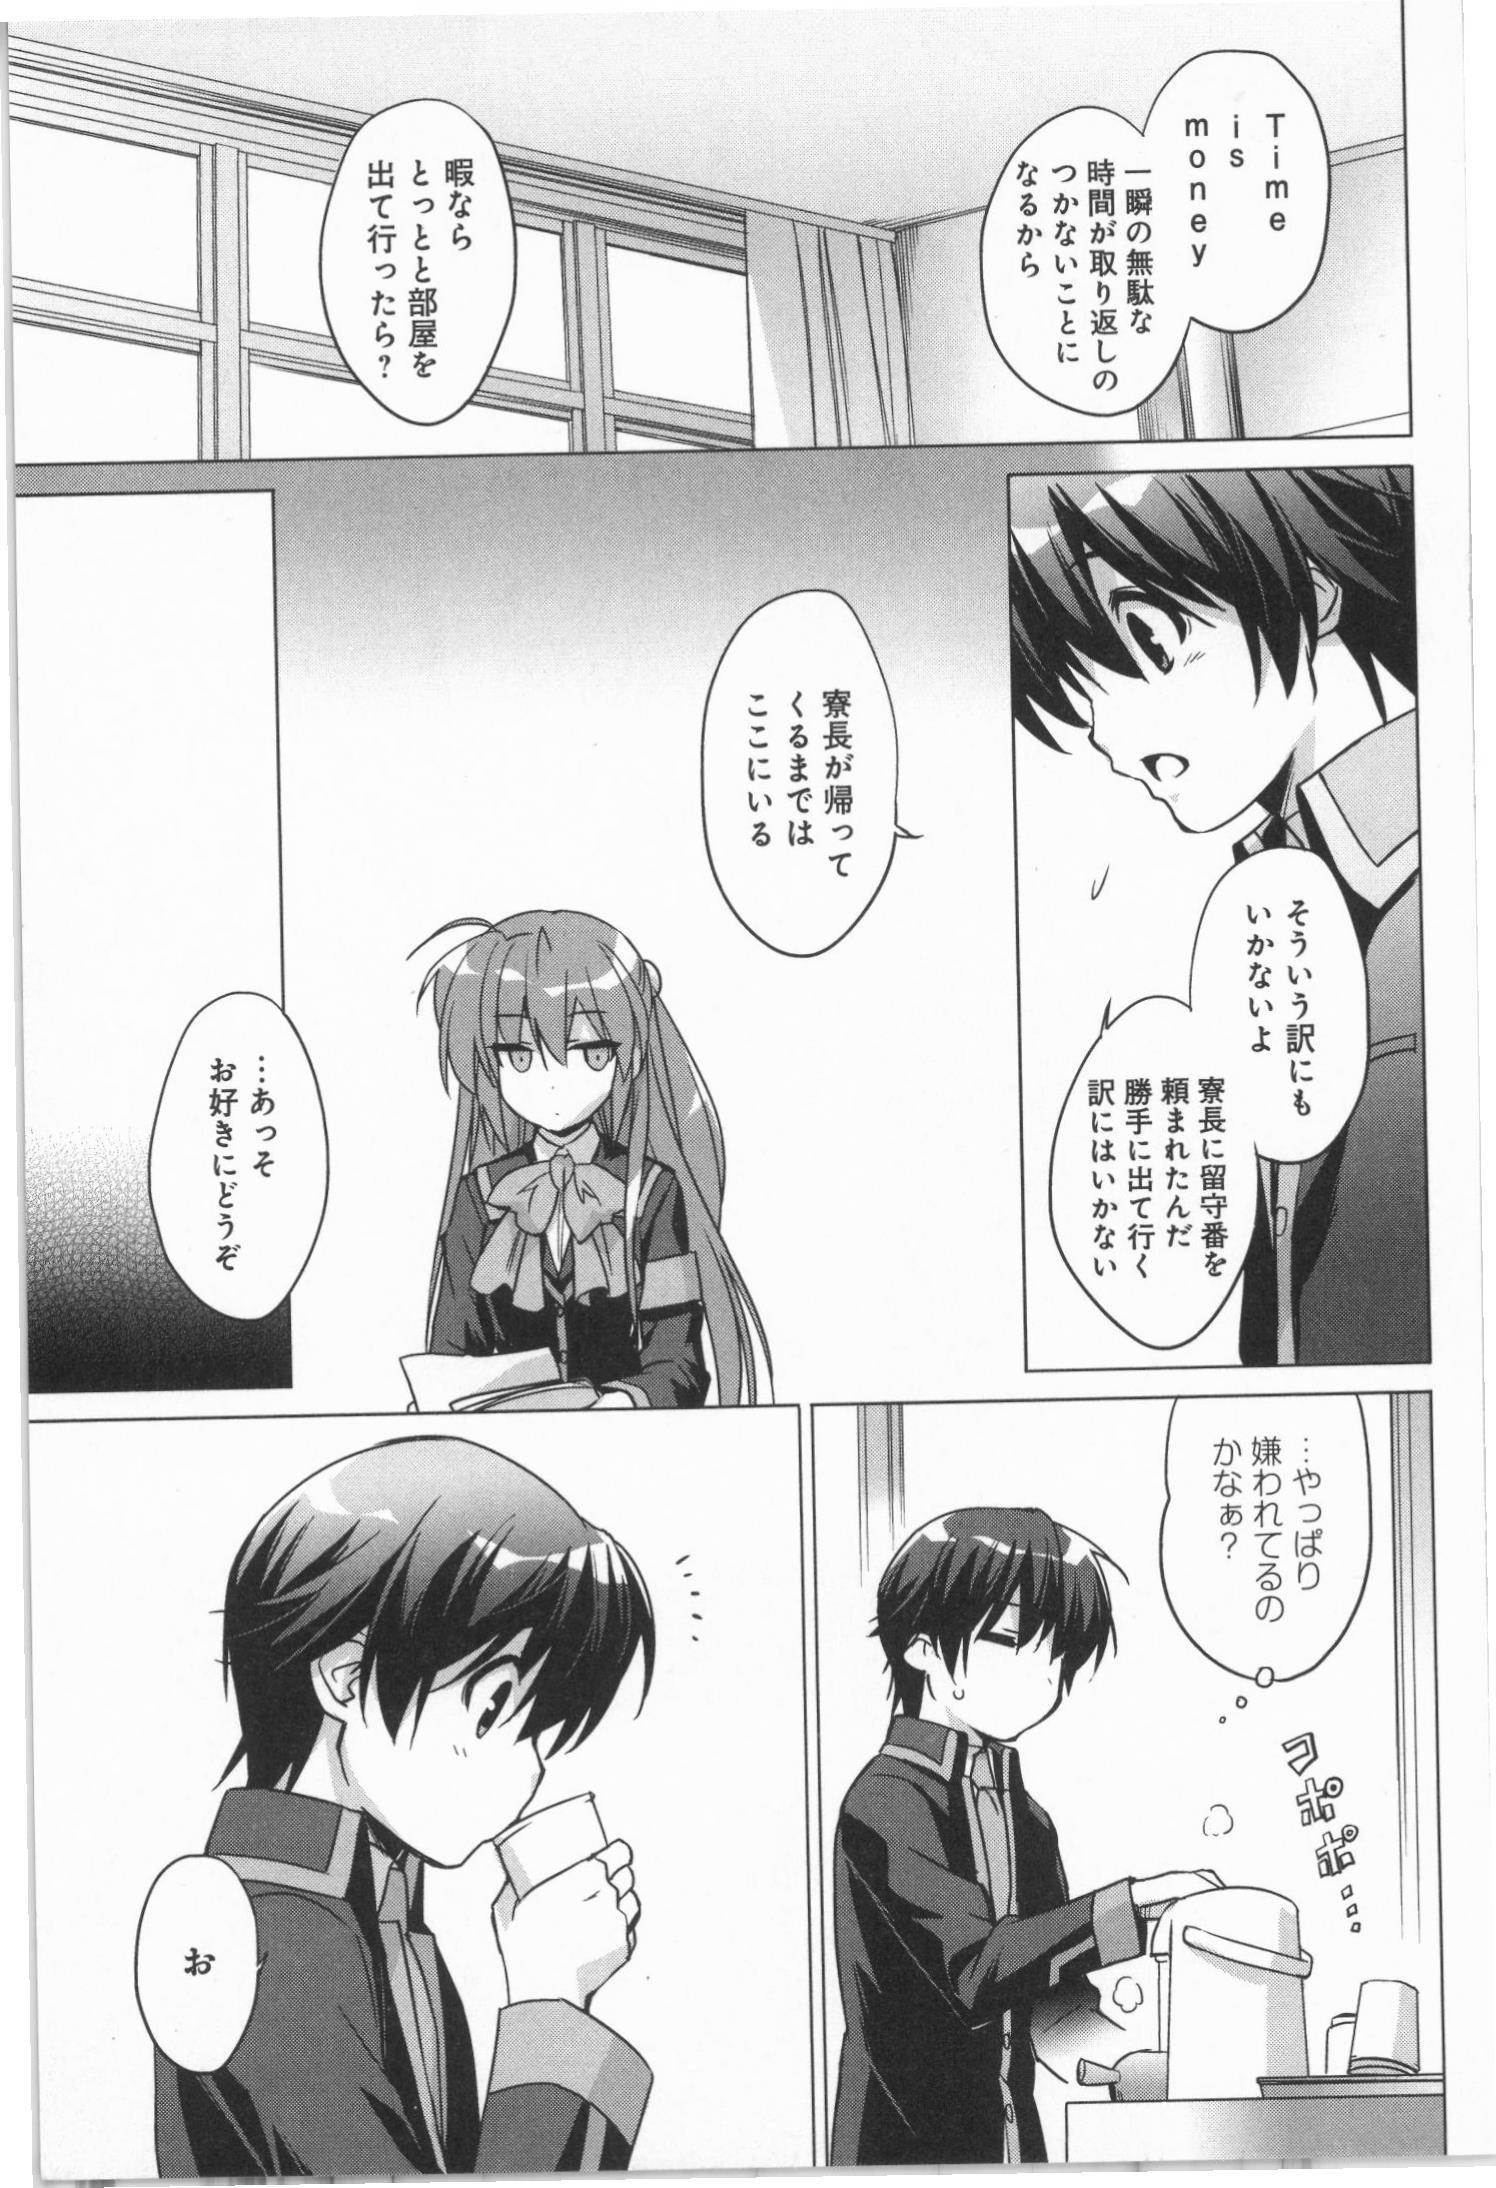 Time
is
money
一瞬の無駄な
時間が取り返しの
つかないことに
なるから
暇なら
とっとと部屋を
出て行ったら?
そういう訳にも
いかないよ
寮長に留守番を
頼まれたんだ
勝手に出て行く
訳にはいかない
寮長が帰って
くるまでは
ここにいる
…あっそ
お好きにどうぞ
…やっぱり
嫌われてるの
かなぁ?
コポポポ…
お